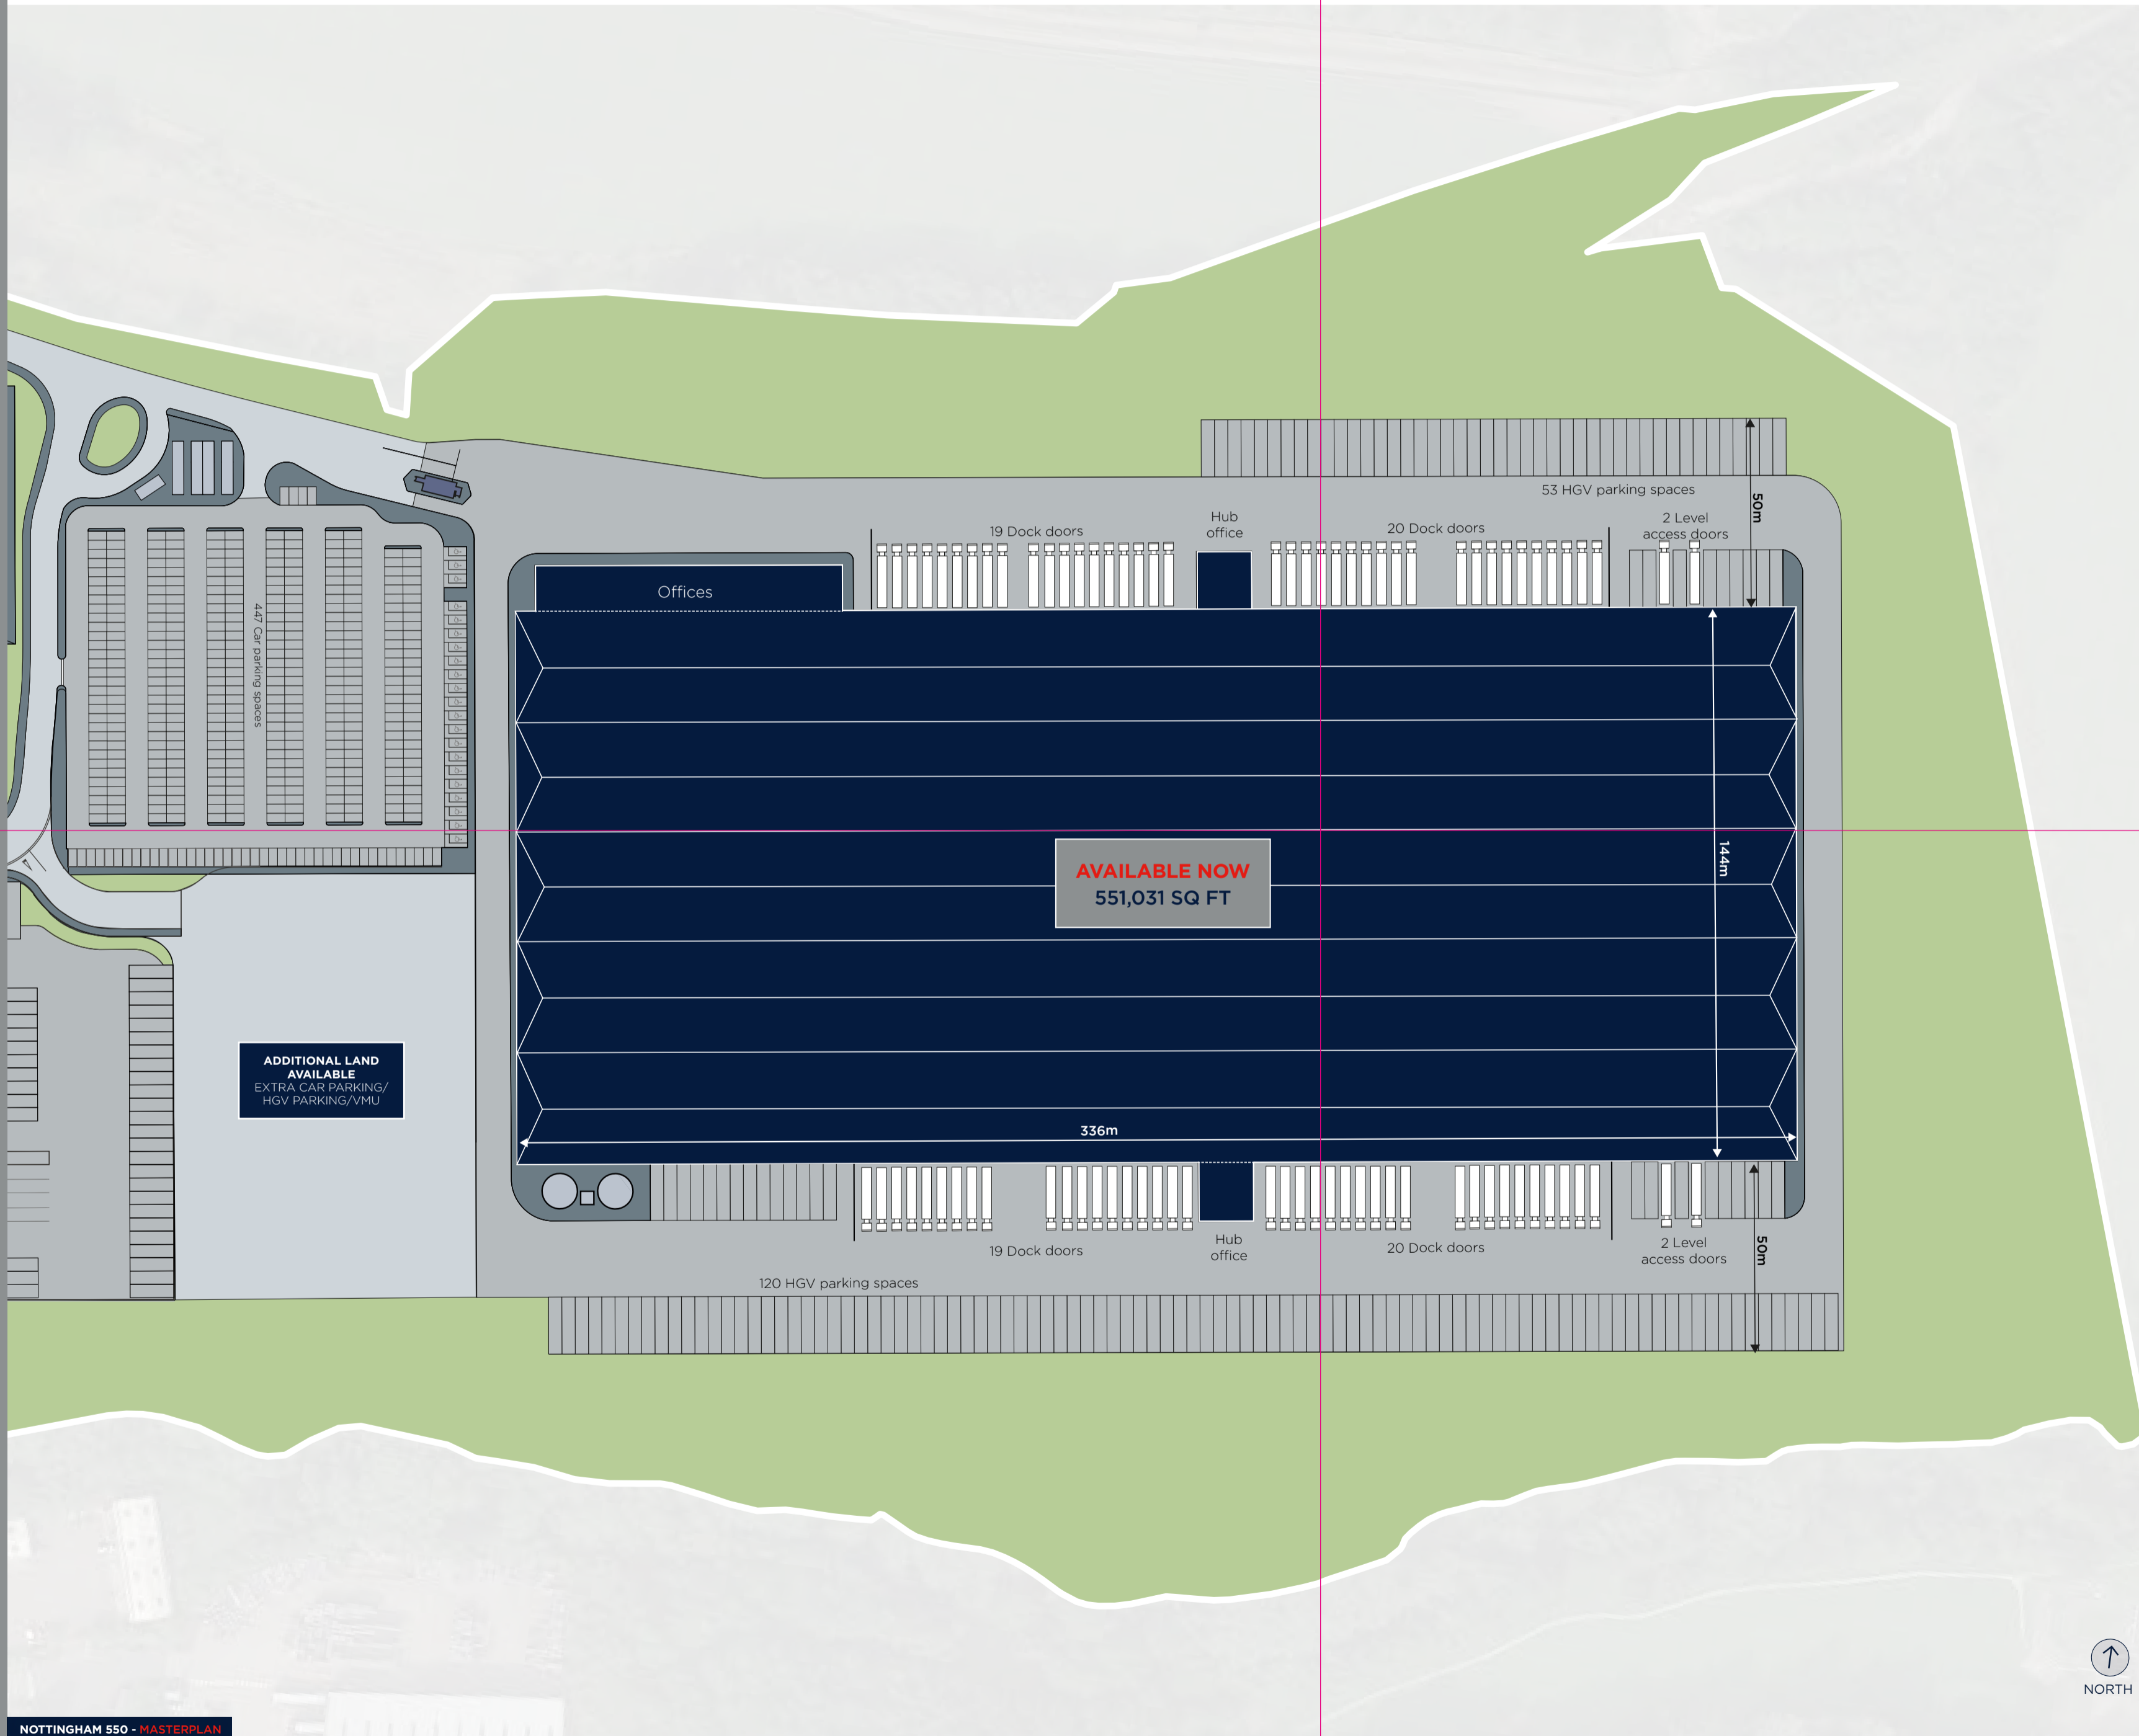 53 HGV parking spaces
50m
19 Dock doors
Hub
office
20 Dock doors
2 Level
access doors
Offices
447 Car parking spaces
AVAILABLE NOW
551,031 SQ FT
144m
ADDITIONAL LAND
AVAILABLE
EXTRA CAR PARKING/
HGV PARKING/VMU
336m
19 Dock doors
Hub
office
20 Dock doors
2 Level
access doors
50m
120 HGV parking spaces
NORTH
NOTTINGHAM 550 - MASTERPLAN